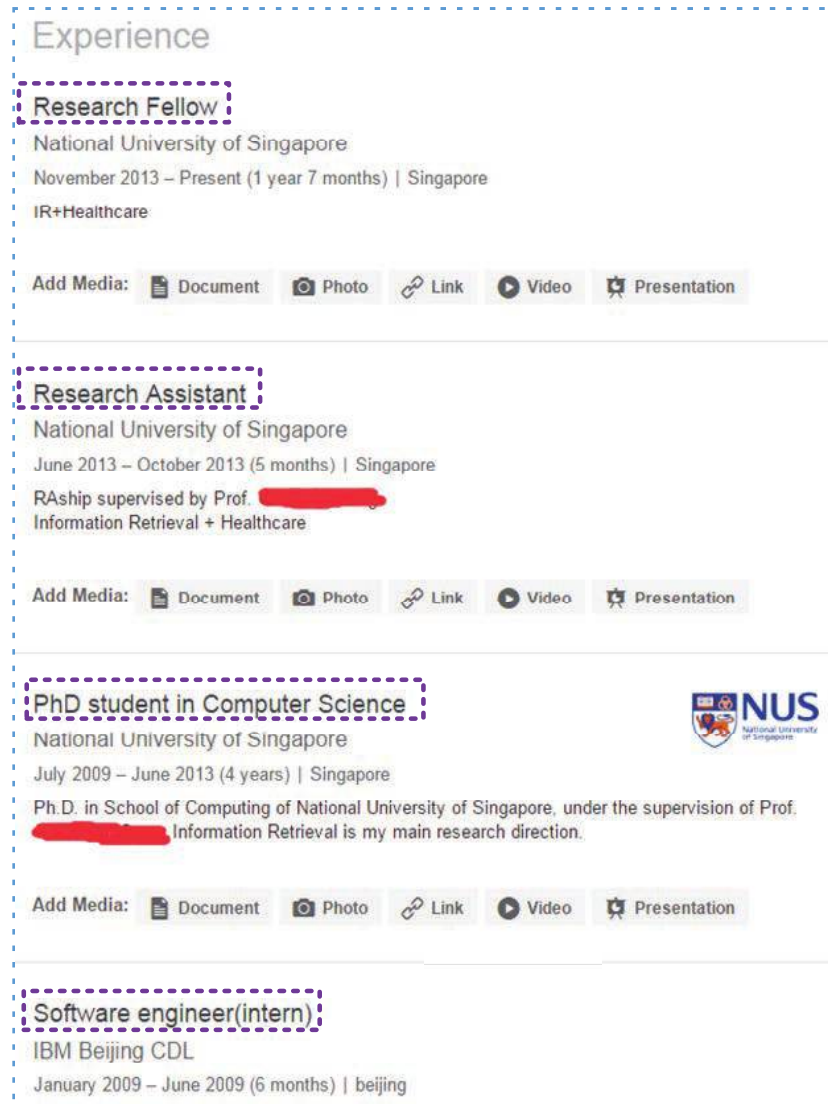 Experience
Research Fellow
National University of Singapore
November 2013 – Present (1 year 7 months) | Singapore
IR+Healthcare
Add Media: Document Photo Link Video Presentation
Research Assistant
National University of Singapore
June 2013 – October 2013 (5 months) | Singapore
RAship supervised by Prof.
Information Retrieval + Healthcare
Add Media: Document Photo Link Video Presentation
PhD student in Computer Science
NUS
National University
of Singapore
National University of Singapore
July 2009 – June 2013 (4 years) | Singapore
Ph.D. in School of Computing of National University of Singapore, under the supervision of Prof.
Information Retrieval is my main research direction.
Add Media: Document Photo Link Video Presentation
Software engineer(intern)
IBM Beijing CDL
January 2009 – June 2009 (6 months) | beijing